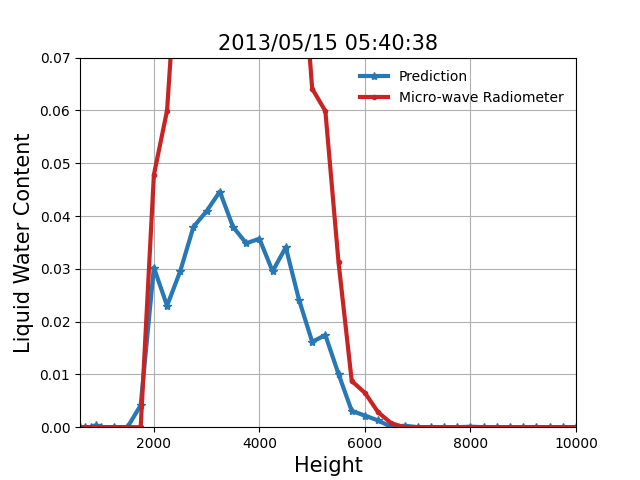 2013/05/15 05:40:38
0.07
0.06
0.05
0.04
0.03
0.02
0.01
0.00
Liquid Water Content
Prediction
Micro-wave Radiometer
2000 4000 6000 8000 10000
Height